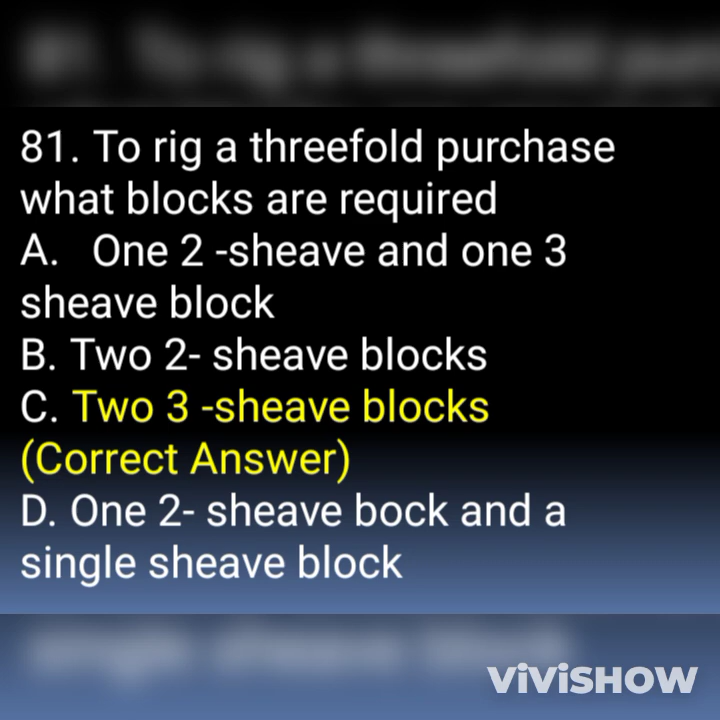 81. To rig a threefold purchase
what blocks are required
A.   One 2 -sheave and one 3
sheave block
B. Two 2- sheave blocks
C. Two 3 -sheave blocks
(Correct Answer)
D. One 2- sheave bock and a
single sheave block
ViViSHOW